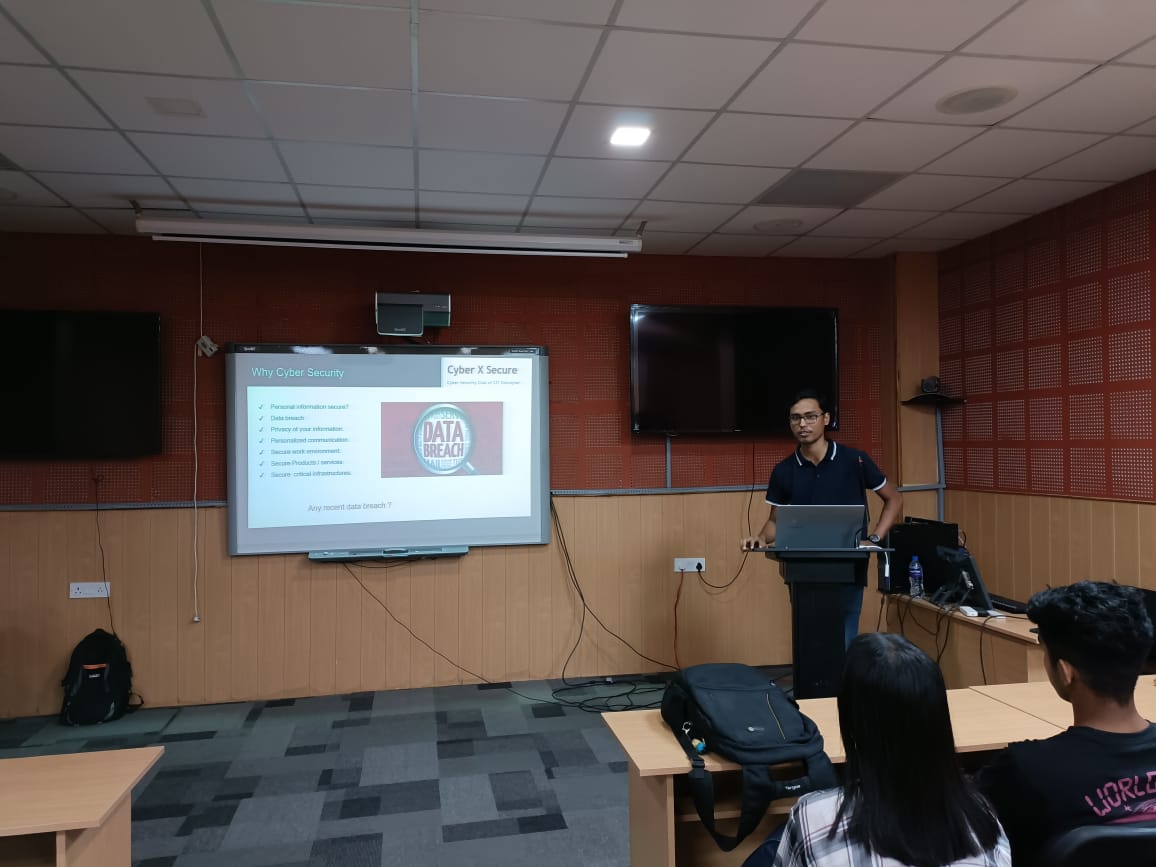 Why Cyber Security
Cyber X Secure
✓ Personal information secure?
✓ Data breach
✓ Privacy of your information.
✓ Personalized communication.
✓ Secure work environment.
✓ Secure Products / services.
✓ Secure critical infrastructures.
DATA
BREACH
Any recent data breach ?
Targus
WORLD